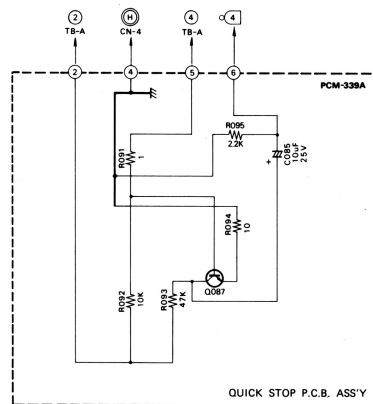 2 H 4 4
TB-A CN-4 TB-A
2 4 5 6
PCM-339A
R095
2.2K
C085
10uF
25V
+
R091
1
R094
10
Q087
R092
10K
R093
47K
QUICK STOP P.C.B. ASS'Y